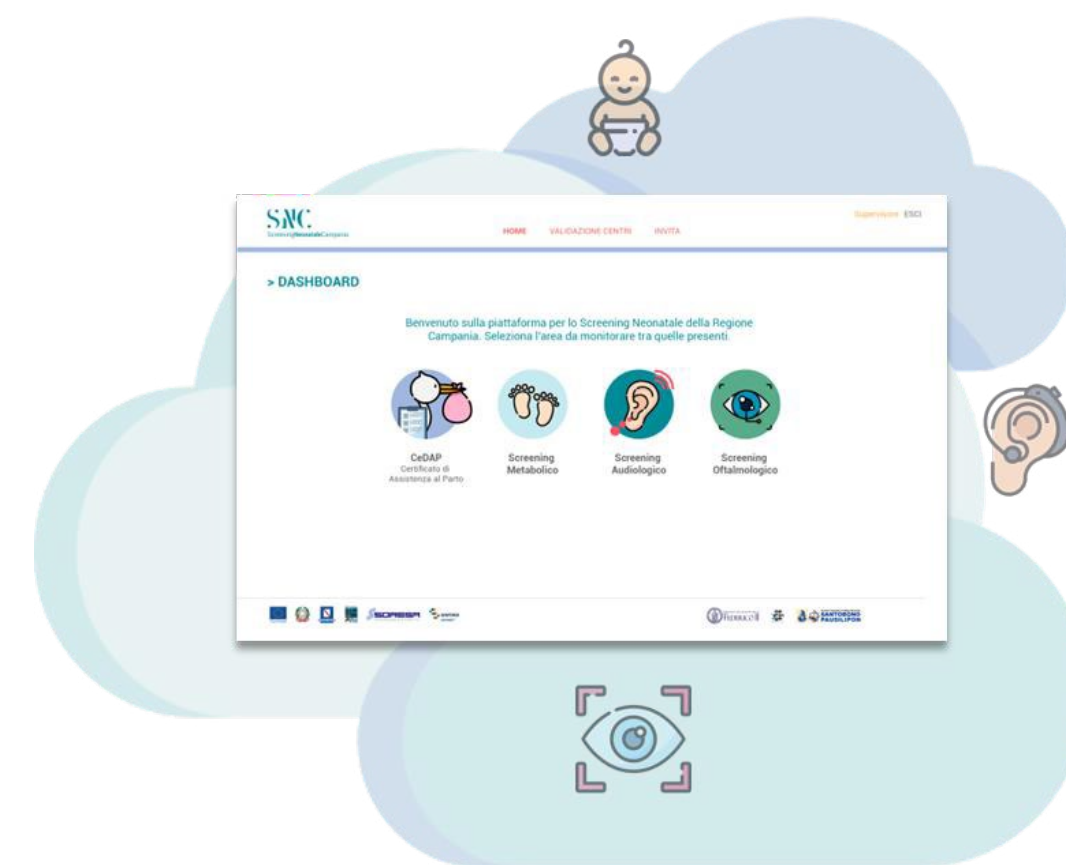 SNC
ScreeningNeonataleCampania
HOME VALIDAZIONE CENTRI INVITA
Supervisore ESCI
> DASHBOARD
Benvenuto sulla piattaforma per lo Screening Neonatale della Regione
Campania. Seleziona l'area da monitorare tra quelle presenti.
CeDAP
Certificato di
Assistenza al Parto
Screening
Metabolico
Screening
Audiologico
Screening
Oftalmologico
SORESA
SANTOBONO
PAUSILIPON